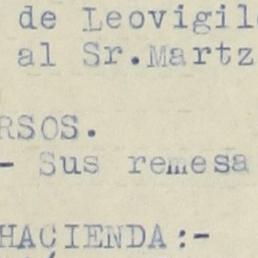 de Leovigil
al Sr.Martz
RSOS.
- Sus remesa
HACIENDA:-